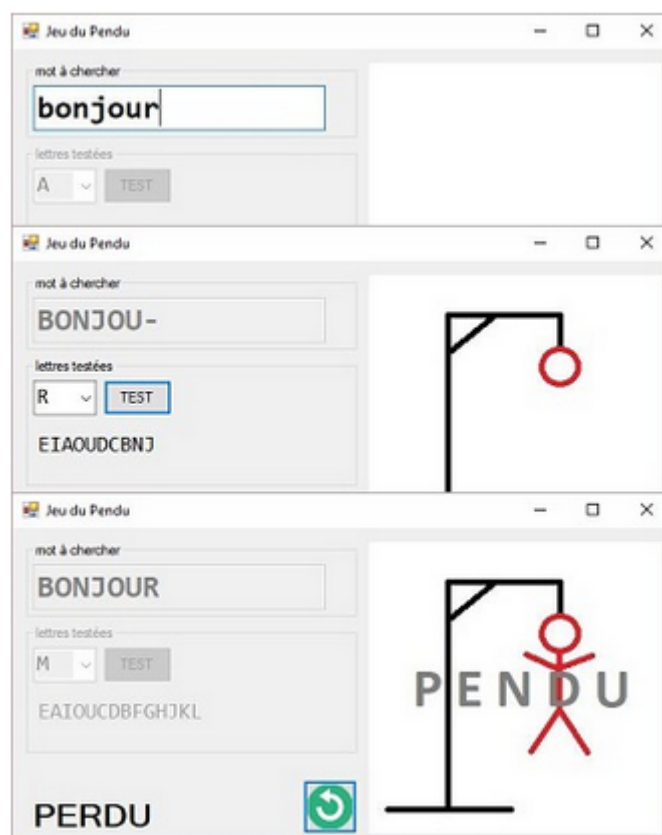 Jeu du Pendu
mot à chercher
bonjour
lettres testées
A TEST
Jeu du Pendu
mot à chercher
BONJOU-
lettres testées
R TEST
EIAOUDCBNJ
Jeu du Pendu
mot à chercher
BONJOUR
lettres testées
M TEST
EAIOUCDBFGHJKL
PENDU
PERDU